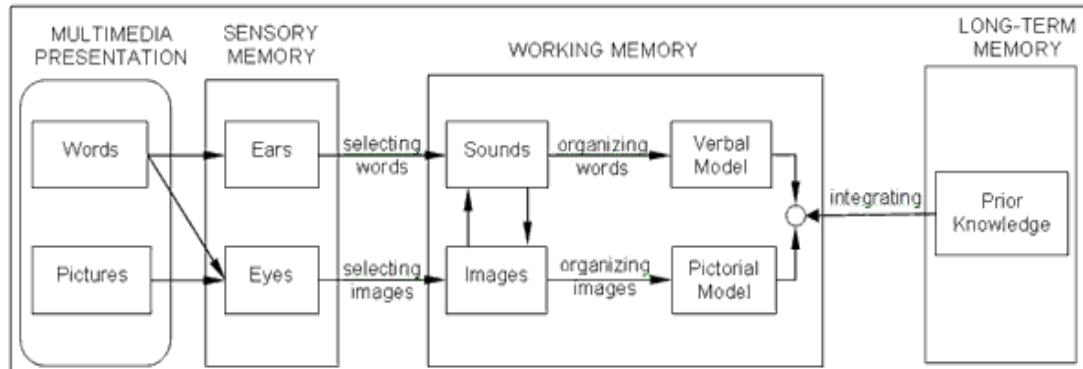 MULTIMEDIA
PRESENTATION
SENSORY
MEMORY
WORKING MEMORY
LONG-TERM
MEMORY
Words
Ears
selecting
words
Sounds
organizing
words
Verbal
Model
integrating
Prior
Knowledge
Pictures
Eyes
selecting
images
Images
organizing
images
Pictorial
Model